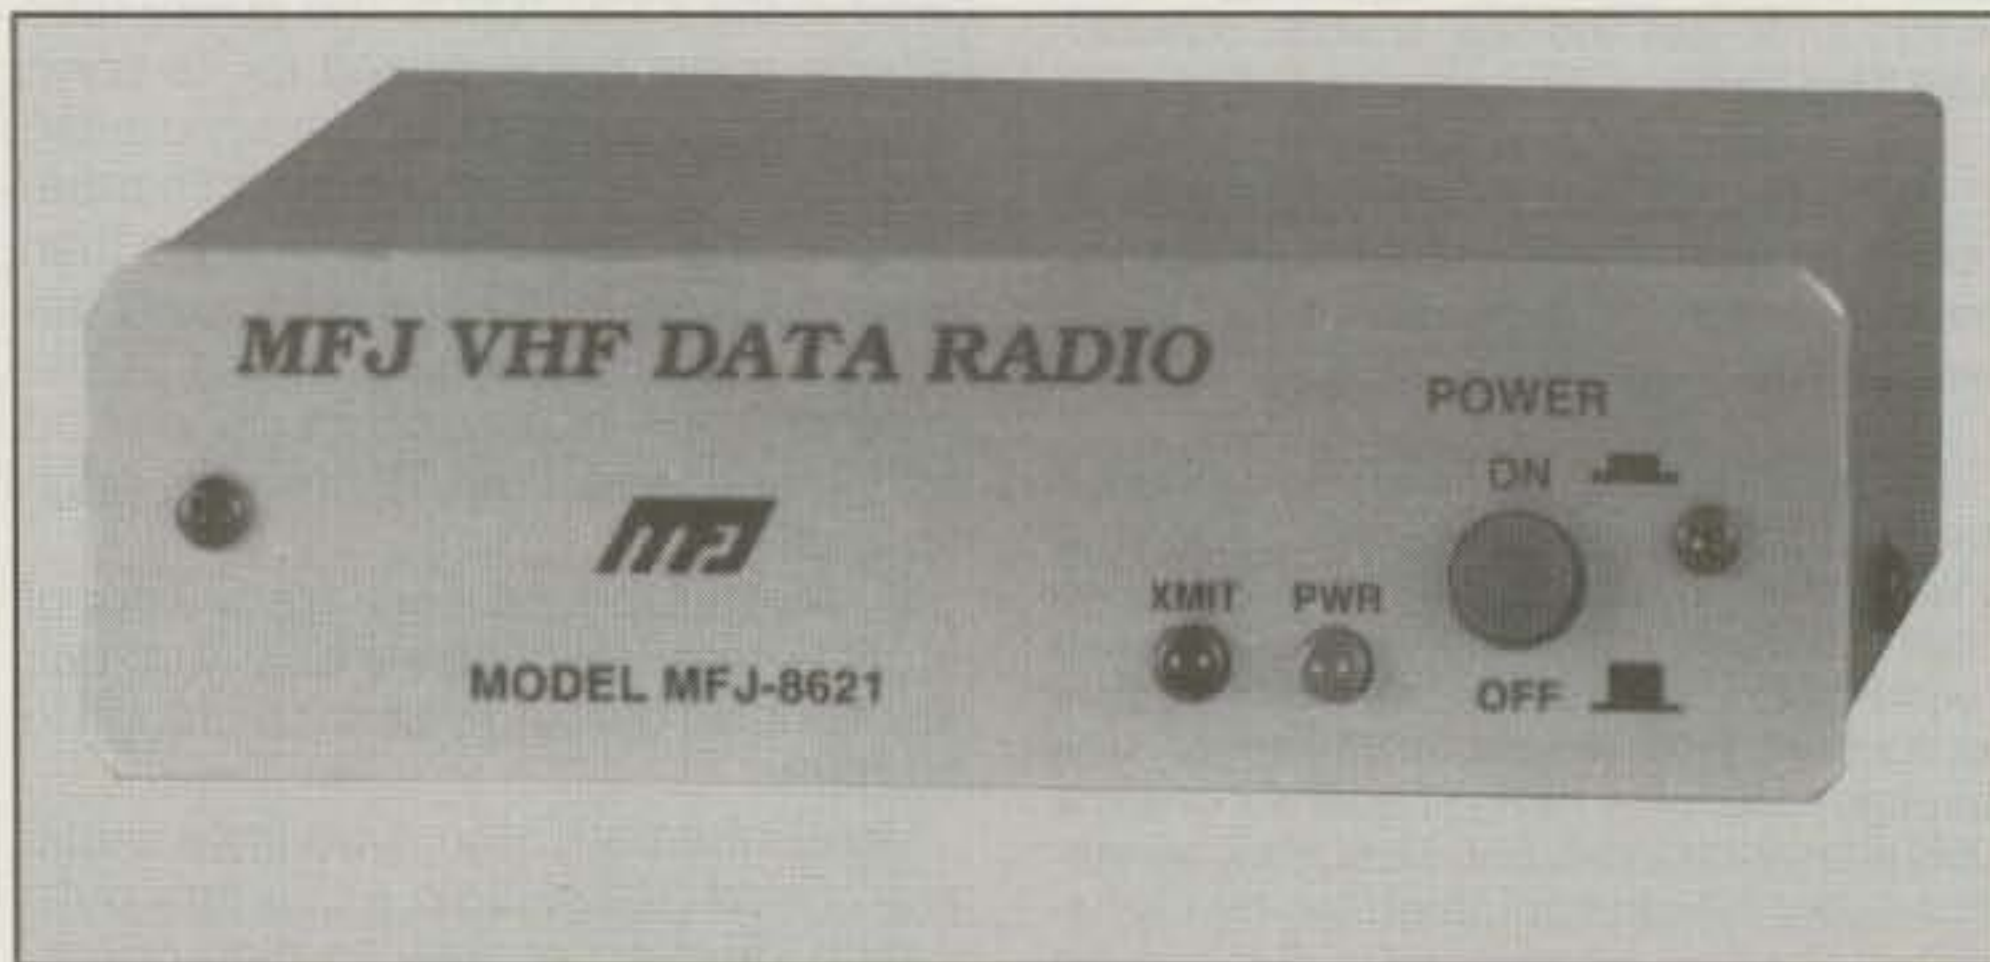 MFJ VHF DATA RADIO
POWER
ON
MFJ
XMIT PWR
MODEL MFJ-8621
OFF